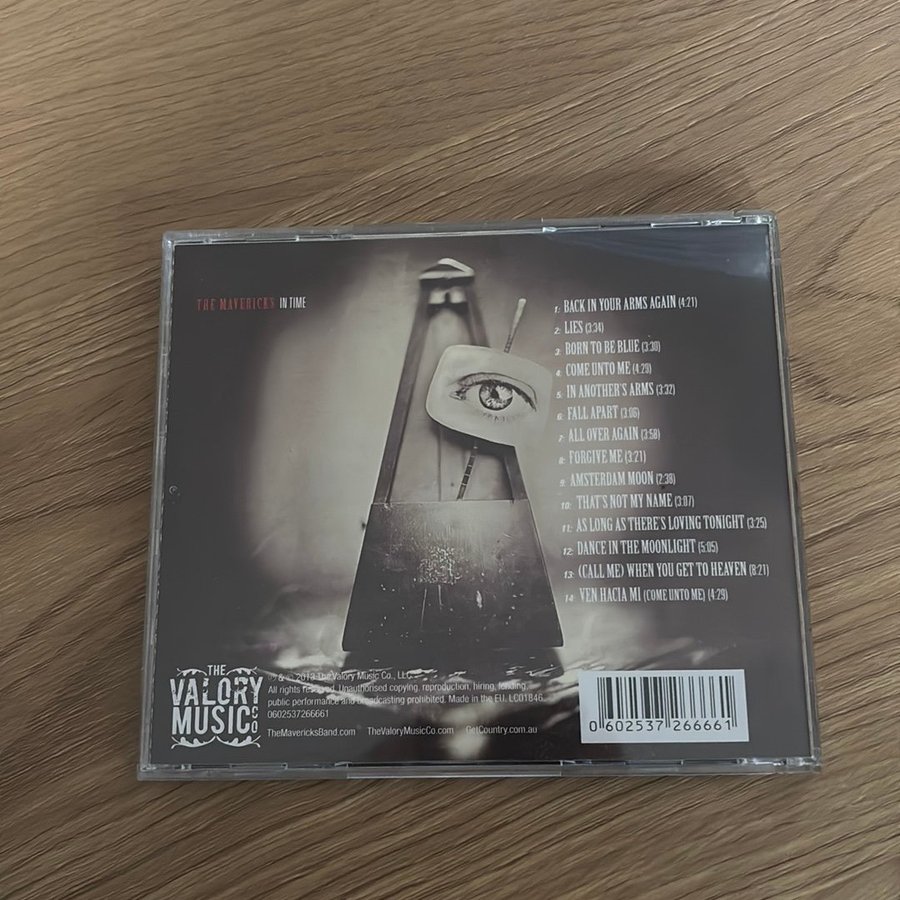 THE MAVERICKS IN TIME
1: BACK IN YOUR ARMS AGAIN (4:21)
2: LIES (3:34)
3: BORN TO BE BLUE (3:30)
4: COME UNTO ME (4:29)
5: IN ANOTHER'S ARMS (3:32)
6: FALL APART (3:06)
7: ALL OVER AGAIN (3:58)
8: FORGIVE ME (3:21)
9: AMSTERDAM MOON (2:38)
10: THAT'S NOT MY NAME (3:07)
11: AS LONG AS THERE'S LOVING TONIGHT (3:25)
12: DANCE IN THE MOONLIGHT (5:05)
13: (CALL ME) WHEN YOU GET TO HEAVEN (8:21)
14: VEN HACIA MI (COME UNTO ME) (4:29)
THE
VALORY
MUSIC CO
℗ & © 2013 The Valory Music Co., LLC.
All rights reserved. Unauthorised copying, reproduction, hiring, lending,
public performance and broadcasting prohibited. Made in the EU. LC01846
0602537266661
TheMavericksBand.com TheValoryMusicCo.com GetCountry.com.au
0 602537 266661